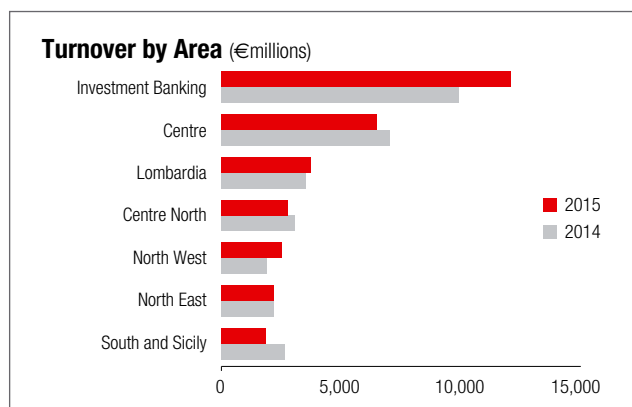 Turnover by Area (€millions)
Investment Banking
Centre
Lombardia
Centre North
North West
North East
South and Sicily
2015
2014
0 5,000 10,000 15,000